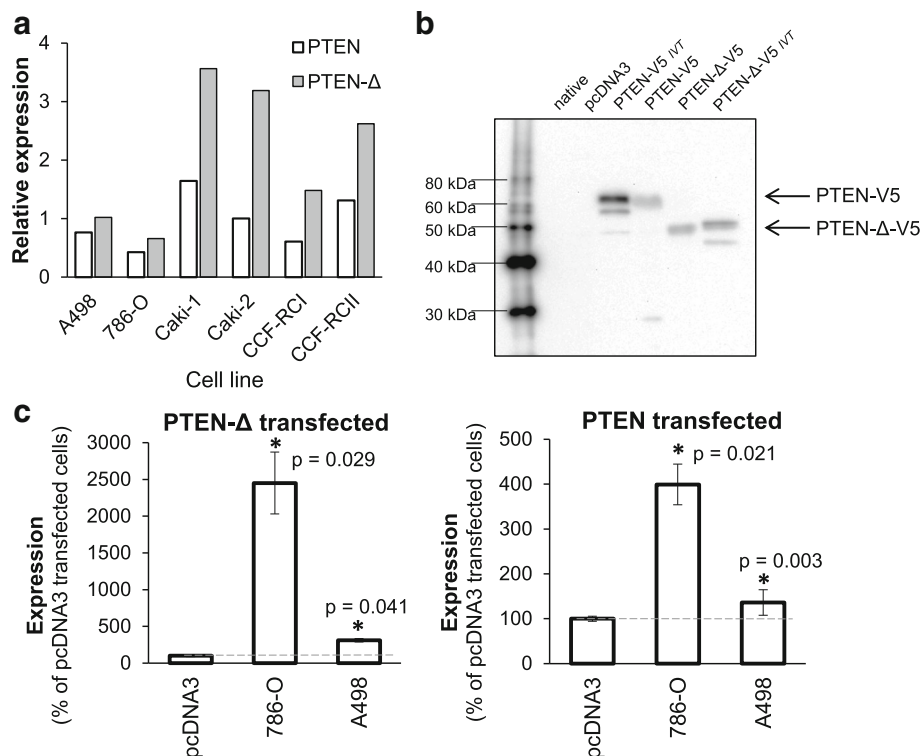 a
Relative expression
4
3
2
1
0
PTEN
PTEN-Δ
A498
786-O
Caki-1
Caki-2
CCF-RCI
CCF-RCII
Cell line
b
native
pcDNA3
PTEN-V5 IVT
PTEN-V5
PTEN-Δ-V5
PTEN-Δ-V5 IVT
80 kDa
60 kDa
50 kDa
40 kDa
30 kDa
PTEN-V5
PTEN-Δ-V5
c
PTEN-Δ transfected
Expression
(% of pcDNA3 transfected cells)
3000
2500
2000
1500
1000
500
0
*
p = 0.029
p = 0.041
*
pcDNA3
786-O
A498
PTEN transfected
Expression
(% of pcDNA3 transfected cells)
500
400
300
200
100
0
*
p = 0.021
p = 0.003
*
pcDNA3
786-O
A498